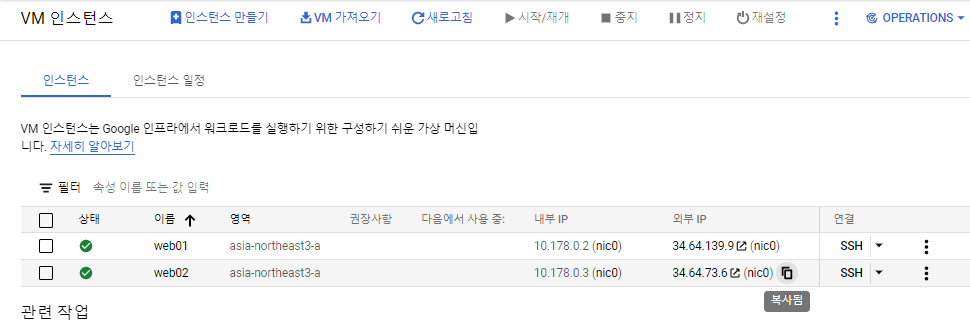 VM 인스턴스 인스턴스 만들기 VM 가져오기 새로고침 시작/재개 중지 정지 재설정 OPERATIONS
인스턴스 인스턴스 일정
VM 인스턴스는 Google 인프라에서 워크로드를 실행하기 위한 구성하기 쉬운 가상 머신입
니다. 자세히 알아보기
필터 속성 이름 또는 값 입력
상태 이름 영역 권장사항 다음에서 사용 중: 내부 IP 외부 IP 연결
web01 asia-northeast3-a 10.178.0.2 (nic0) 34.64.139.9 (nic0) SSH
web02 asia-northeast3-a 10.178.0.3 (nic0) 34.64.73.6 (nic0) SSH
복사됨
관련 작업